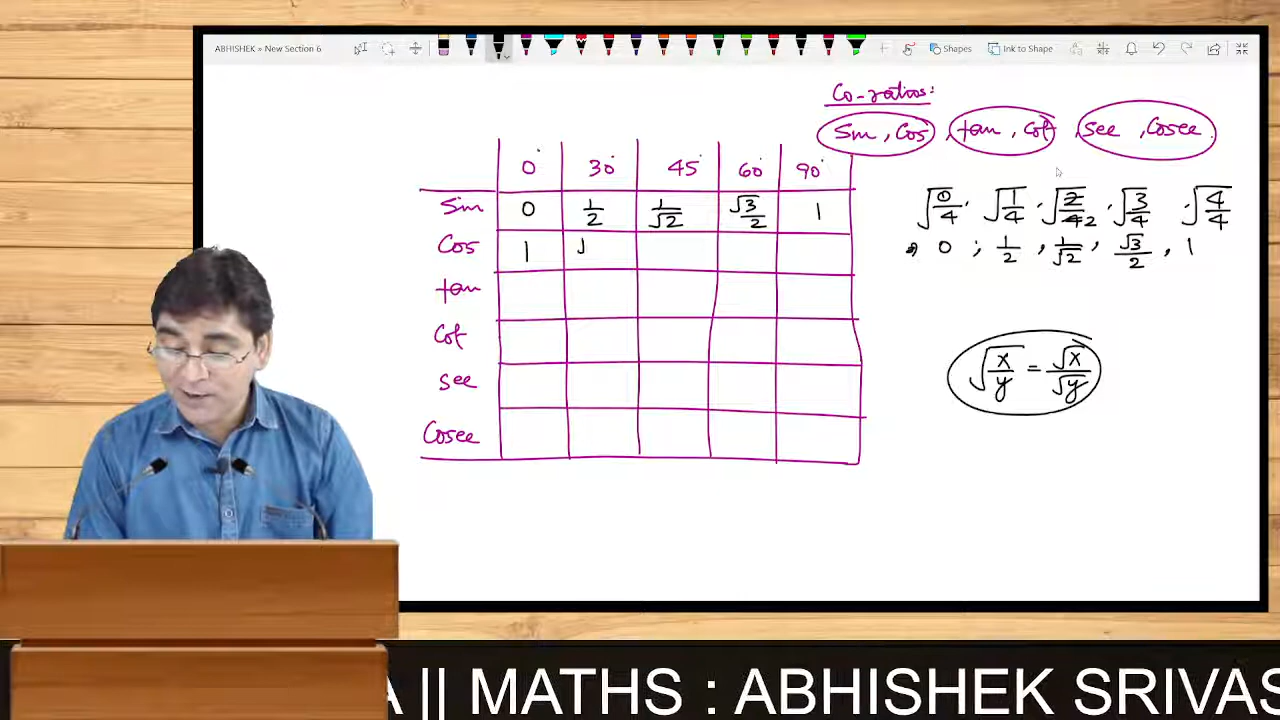 ABHISHEK » New Section 6
Shapes
Ink to Shape
Co-ratios:
Sin, Cos, tan, Cot, sec, Cosec.
0° 30° 45° 60° 90°
Sin 0 1/2 1/√2 √3/2 1
Cos 1 √
tan
Cot
sec
Cosec
√0/4, √1/4, √2/4 2, √3/4, √4/4
⇒ 0 ; 1/2, 1/√2, √3/2, 1
√x/y = √x/√y
A || MATHS : ABHISHEK SRIVAS